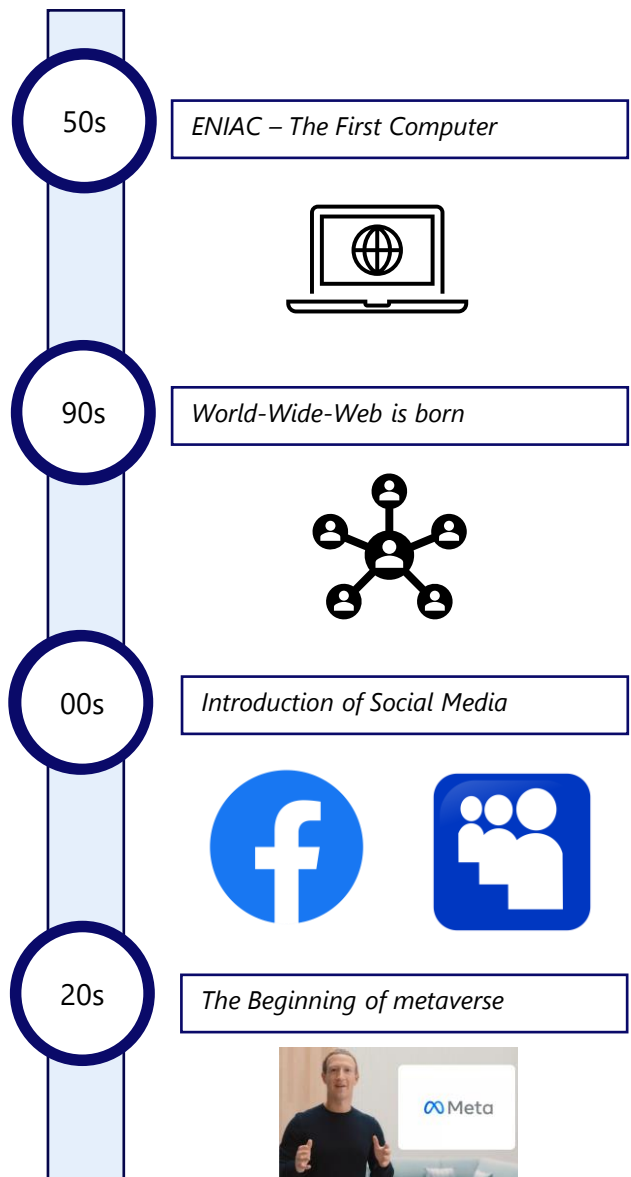 50s
ENIAC – The First Computer
90s
World-Wide-Web is born
00s
Introduction of Social Media
20s
The Beginning of metaverse
Meta